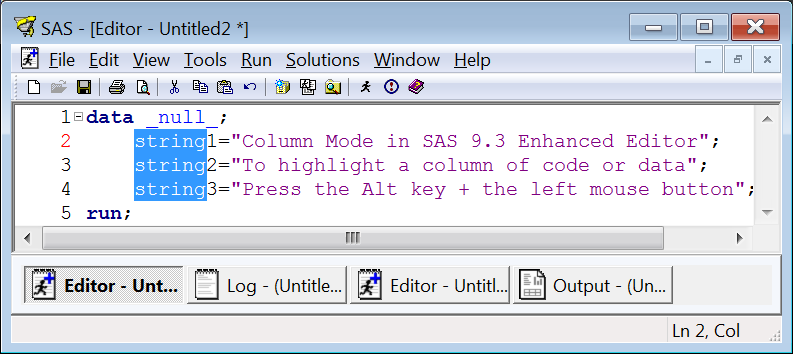 SAS - [Editor - Untitled2 *]
File Edit View Tools Run Solutions Window Help
1 data _null_;
2 string1="Column Mode in SAS 9.3 Enhanced Editor";
3 string2="To highlight a column of code or data";
4 string3="Press the Alt key + the left mouse button";
5 run;
Editor - Unt... Log - (Untitle... Editor - Untitl... Output - (Un...
Ln 2, Col